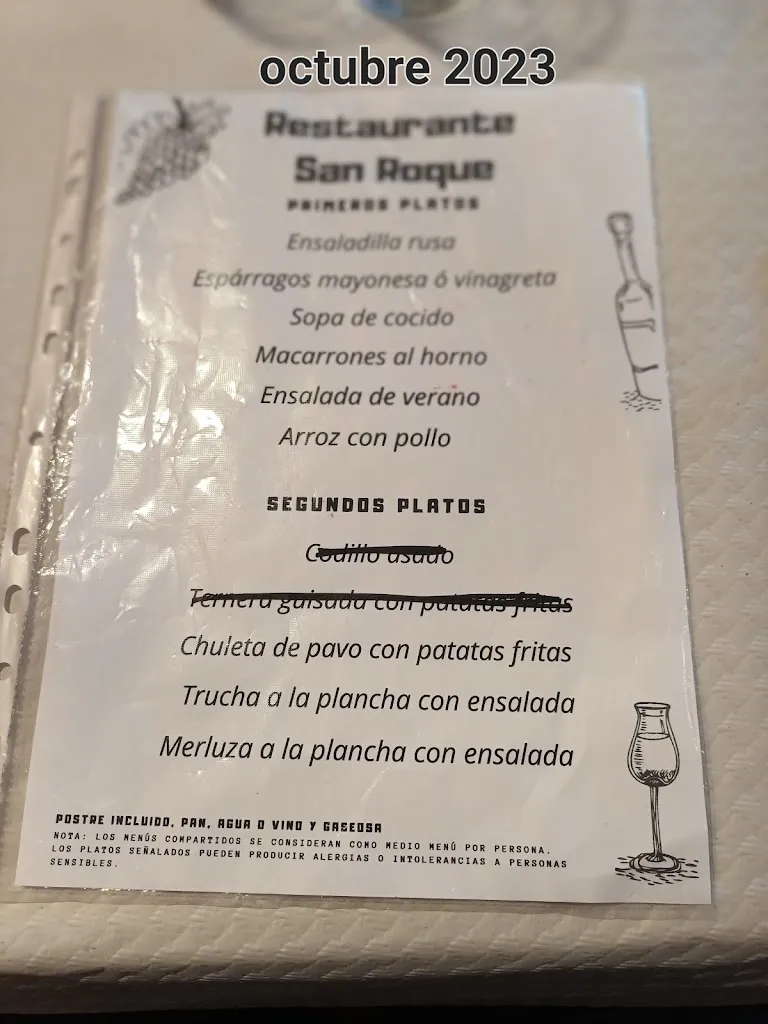 octubre 2023
Restaurante
San Roque
PRIMEROS PLATOS
Ensaladilla rusa
Espárragos mayonesa ó vinagreta
Sopa de cocido
Macarrones al horno
Ensalada de verano
Arroz con pollo
SEGUNDOS PLATOS
Codillo asado
Ternera guisada con patatas fritas
Chuleta de pavo con patatas fritas
Trucha a la plancha con ensalada
Merluza a la plancha con ensalada
POSTRE INCLUIDO, PAN, AGUA O VINO Y GASEOSA
NOTA: LOS MENÚS COMPARTIDOS SE CONSIDERAN COMO MEDIO MENÚ POR PERSONA.
LOS PLATOS SEÑALADOS PUEDEN PRODUCIR ALERGIAS O INTOLERANCIAS A PERSONAS
SENSIBLES.